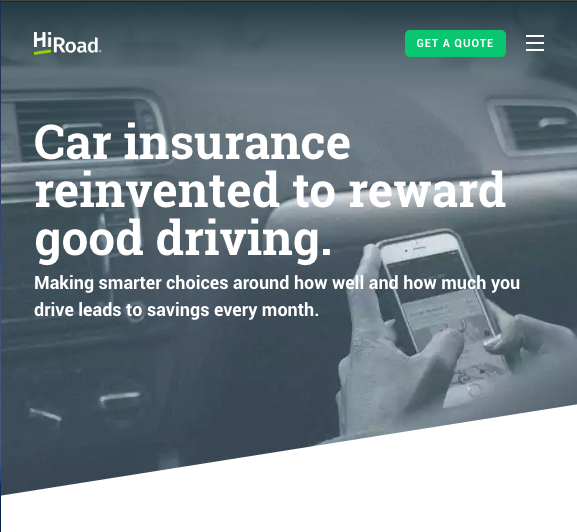 HiRoad.
GET A QUOTE
Car insurance
reinvented to reward
good driving.
Making smarter choices around how well and how much you
drive leads to savings every month.